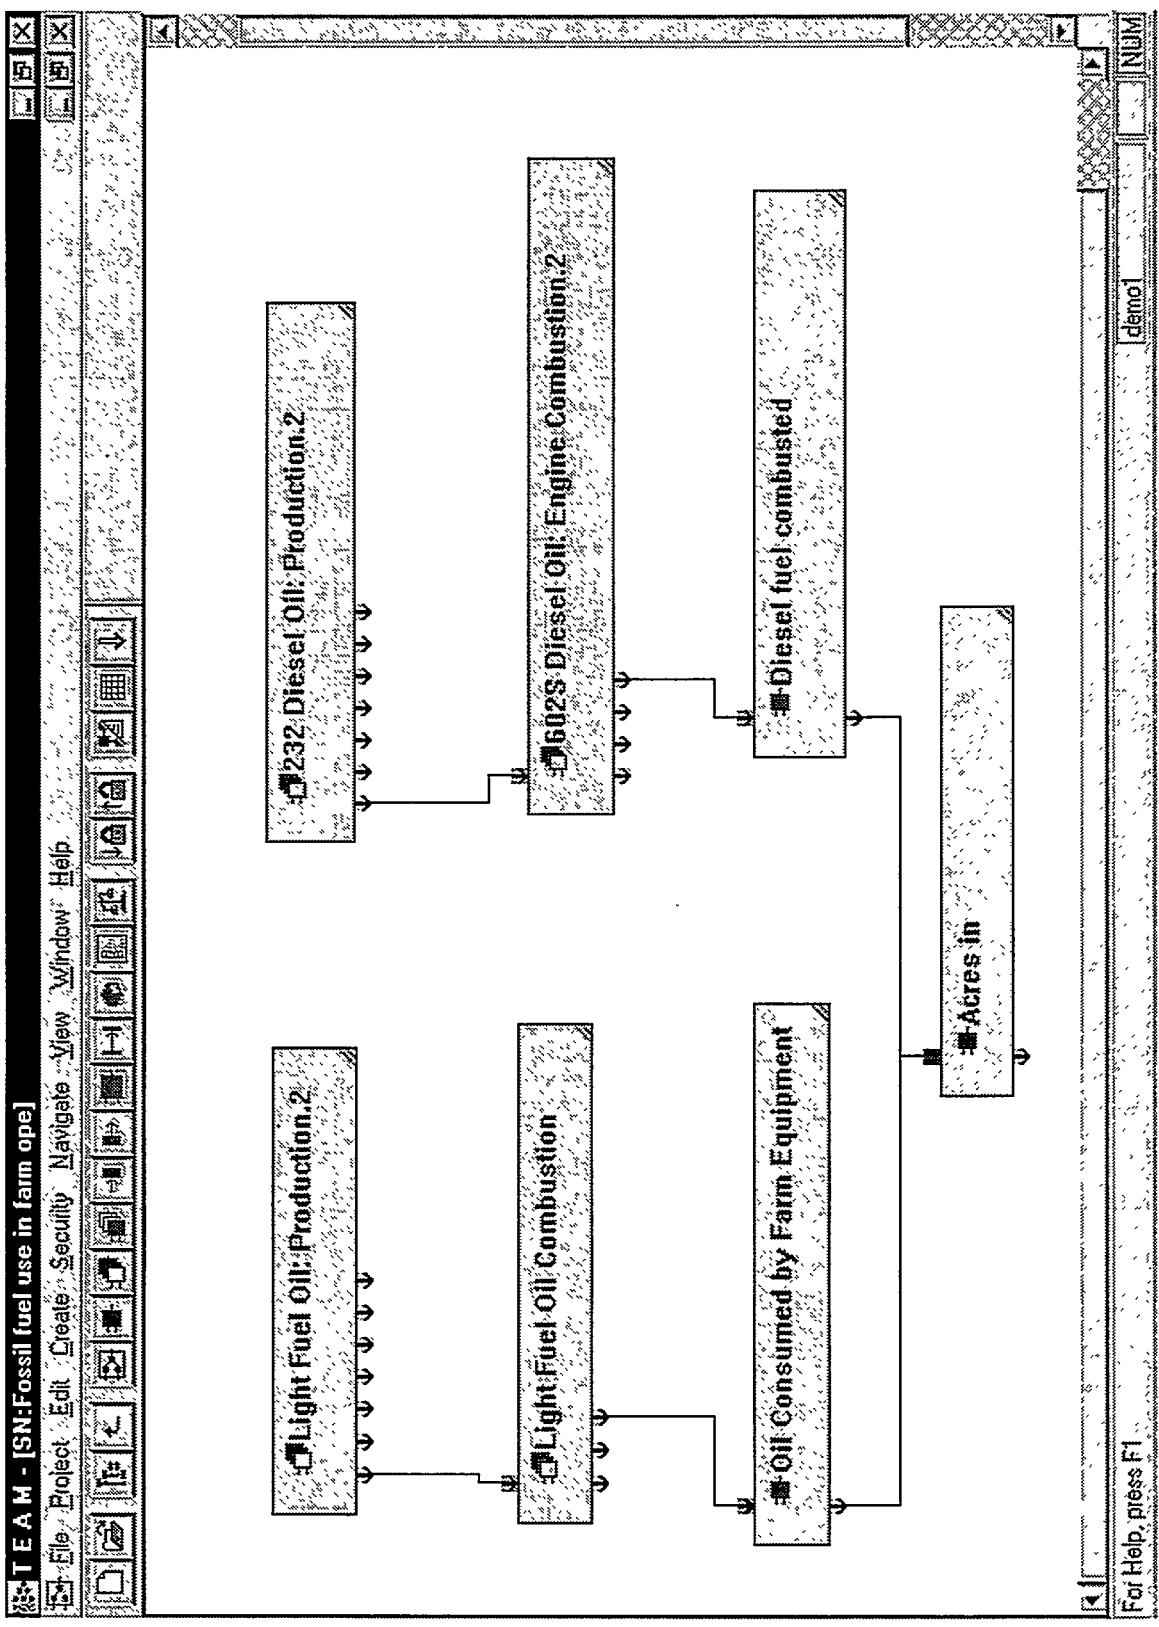 T E A M - [SN:Fossil fuel use in farm ope]
File Project Edit Create Security Navigate View Window Help
Light Fuel Oil: Production.2
232 Diesel Oil: Production.2
Light Fuel Oil Combustion
602S Diesel Oil: Engine Combustion.2
Oil Consumed by Farm Equipment
Diesel fuel combusted
Acres in
For Help, press F1
demo1
NUM